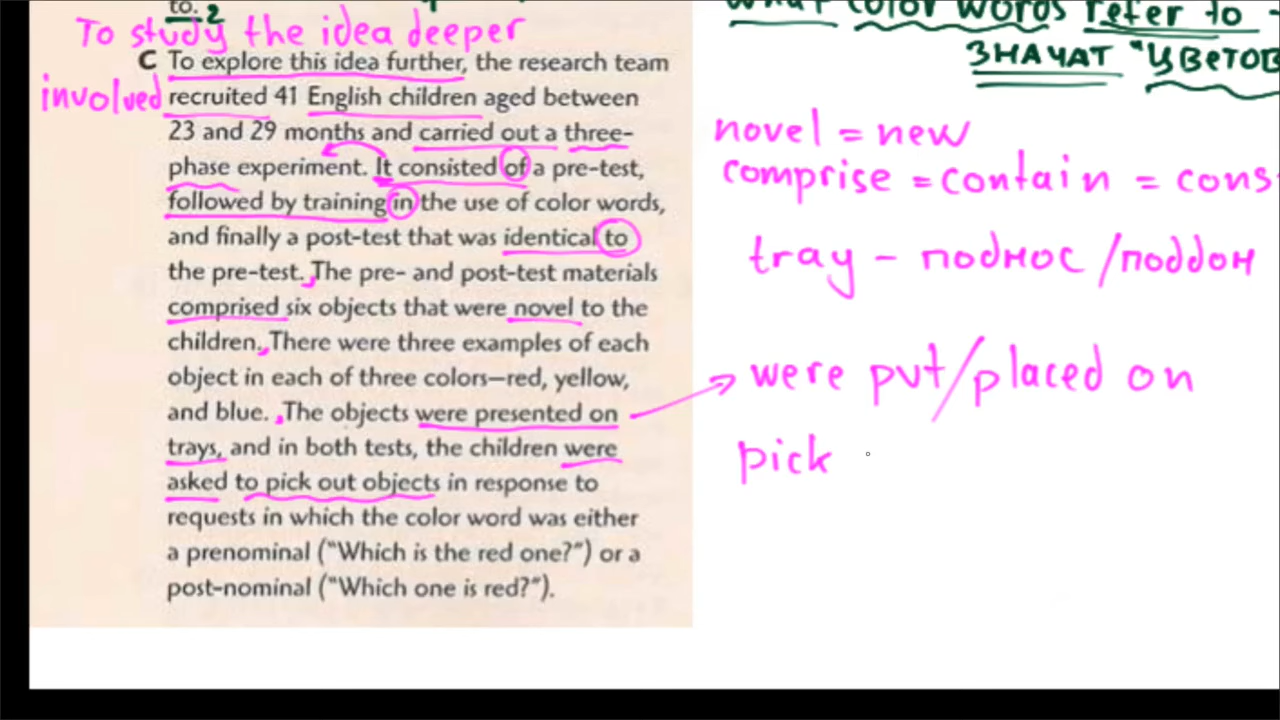 to. 2
What color words refer to -
To study the idea deeper
значат "цветов
C To explore this idea further, the research team
involved recruited 41 English children aged between
23 and 29 months and carried out a three-
phase experiment. It consisted of a pre-test,
followed by training in the use of color words,
and finally a post-test that was identical to
the pre-test. The pre- and post-test materials
comprised six objects that were novel to the
children. There were three examples of each
object in each of three colors—red, yellow,
and blue. The objects were presented on
trays, and in both tests, the children were
asked to pick out objects in response to
requests in which the color word was either
a prenominal ("Which is the red one?") or a
post-nominal ("Which one is red?").
novel = new
comprise = contain = cons
tray - поднос / поддон
were put/placed on
pick